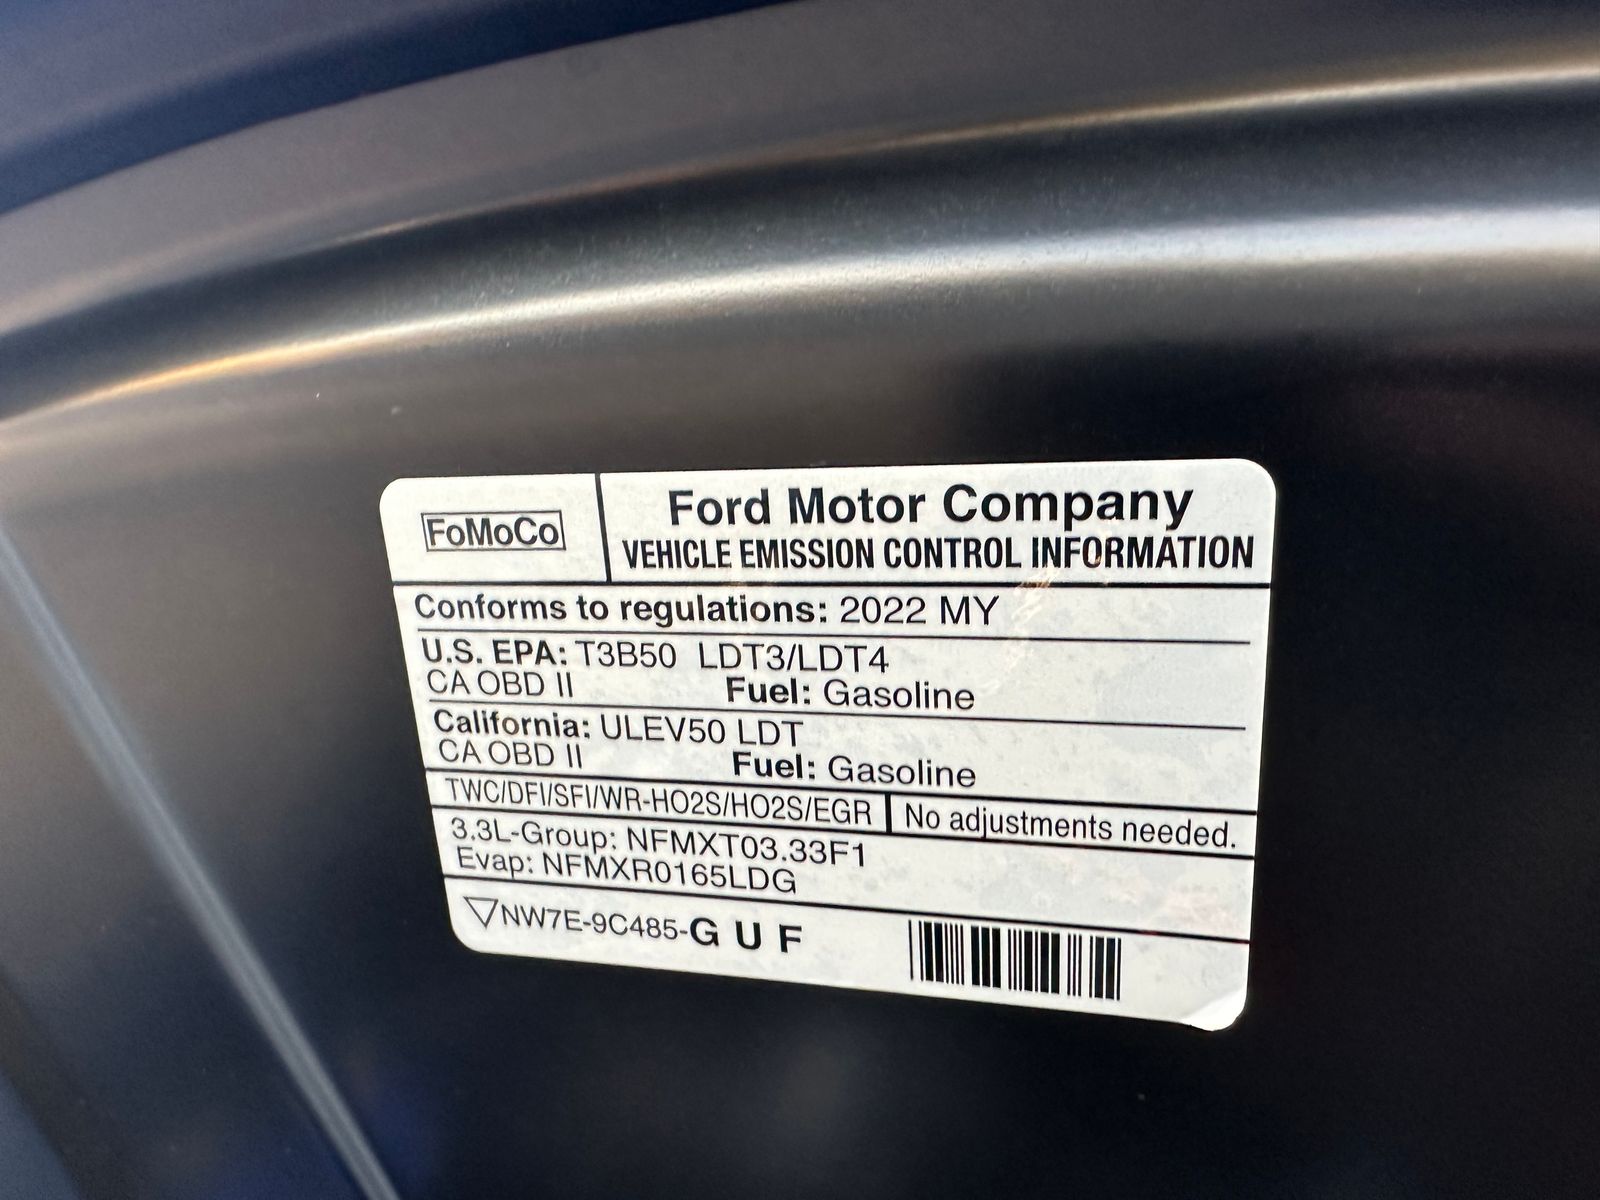 FoMoCo
Ford Motor Company
VEHICLE EMISSION CONTROL INFORMATION
Conforms to regulations: 2022 MY
U.S. EPA: T3B50 LDT3/LDT4
CA OBD II Fuel: Gasoline
California: ULEV50 LDT
CA OBD II Fuel: Gasoline
TWC/DFI/SFI/WR-HO2S/HO2S/EGR No adjustments needed.
3.3L-Group: NFMXT03.33F1
Evap: NFMXR0165LDG
▽NW7E-9C485-G U F